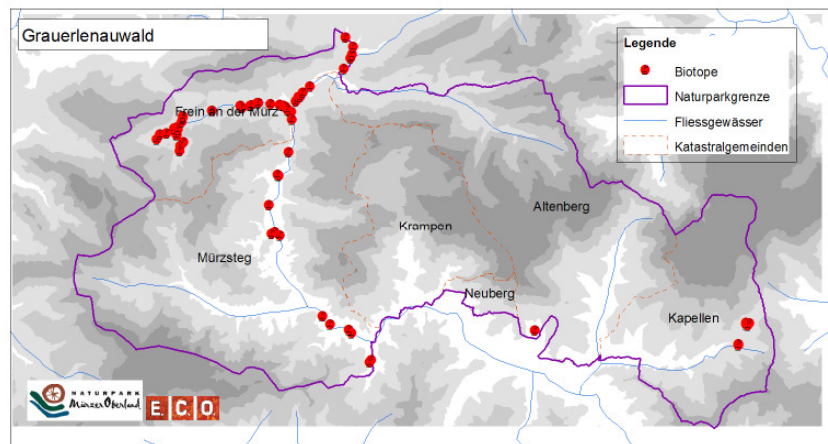 Grauerlenauwald
Legende
Biotope
Naturparkgrenze
Fliessgewässer
Katastralgemeinden
Frein an der Mürz
Altenberg
Krampen
Mürzsteg
Neuberg
Kapellen
NATURPARK
Mürzer Oberland
E.C.O.